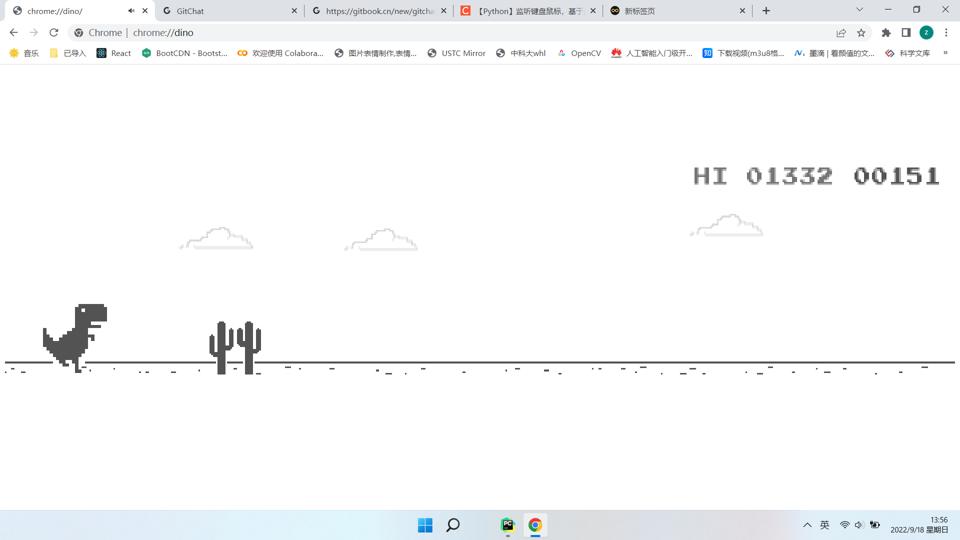 chrome://dino/
GitChat
https://gitbook.cn/new/gitcha
【Python】监听键盘鼠标，基于
新标签页
Chrome | chrome://dino
z
音乐
已导入
React
BootCDN - Bootst...
欢迎使用 Colabora...
图片表情制作,表情...
USTC Mirror
中科大whl
OpenCV
人工智能入门级开...
下载视频(m3u8格...
墨滴 | 看颜值的文...
科学文库
»
HI 01332 00151
PC
英
13:56
2022/9/18 星期日